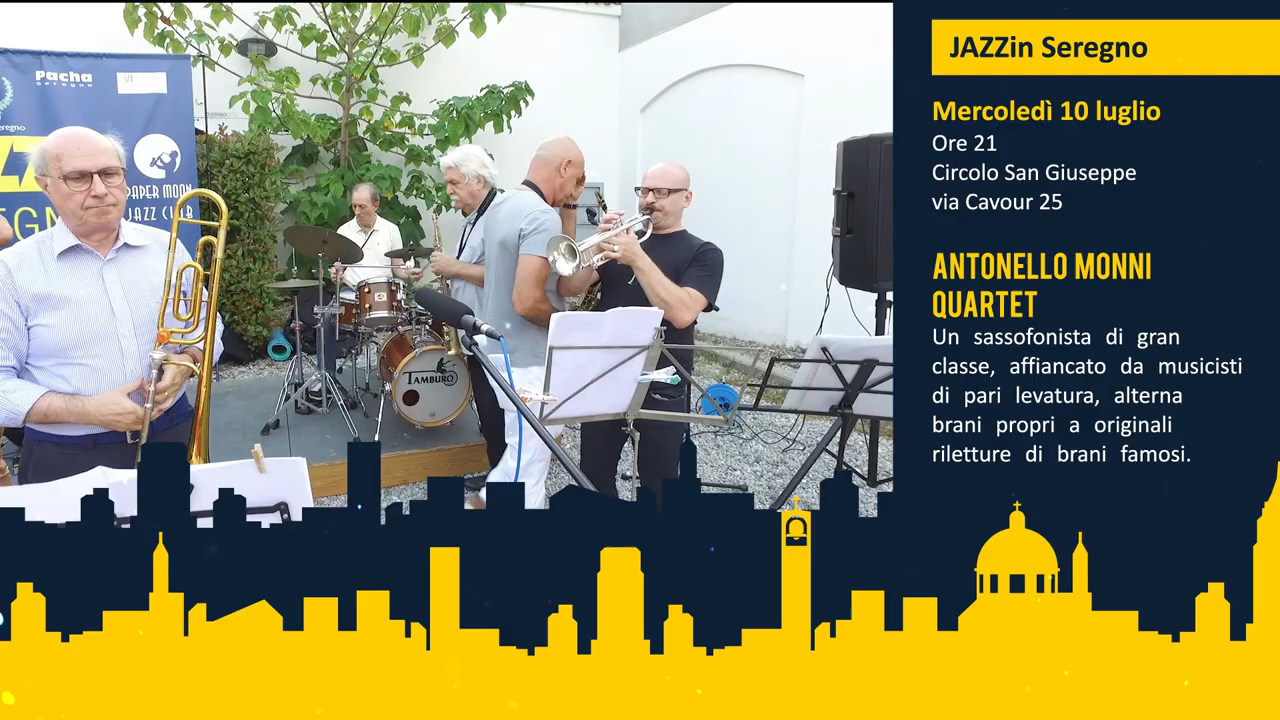 Pacha
Seregno
Seregno
PAPER MOON
JAZZ CLUB
EGN
TAMBURO
JAZZin Seregno
Mercoledì 10 luglio
Ore 21
Circolo San Giuseppe
via Cavour 25
ANTONELLO MONNI
QUARTET
Un sassofonista di gran
classe, affiancato da musicisti
di pari levatura, alterna
brani propri a originali
riletture di brani famosi.